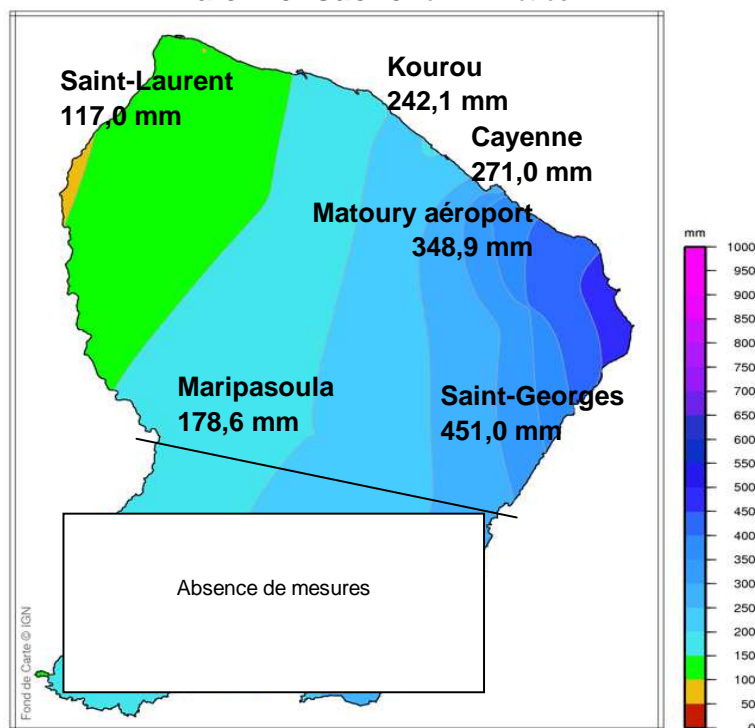 Saint-Laurent
117,0 mm
Kourou
242,1 mm
Cayenne
271,0 mm
Matoury aéroport
348,9 mm
Maripasoula
178,6 mm
Saint-Georges
451,0 mm
Absence de mesures
Fond de Carte © IGN
mm
1000
950
900
850
800
750
700
650
600
550
500
450
400
350
300
250
200
150
100
50
0